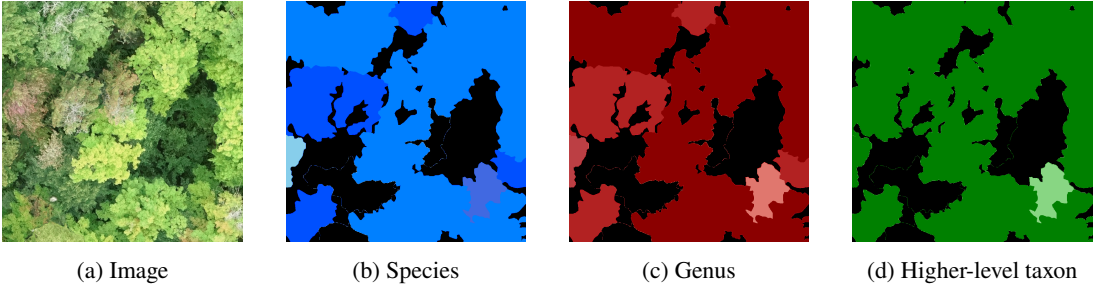 (a) Image
(b) Species
(c) Genus
(d) Higher-level taxon